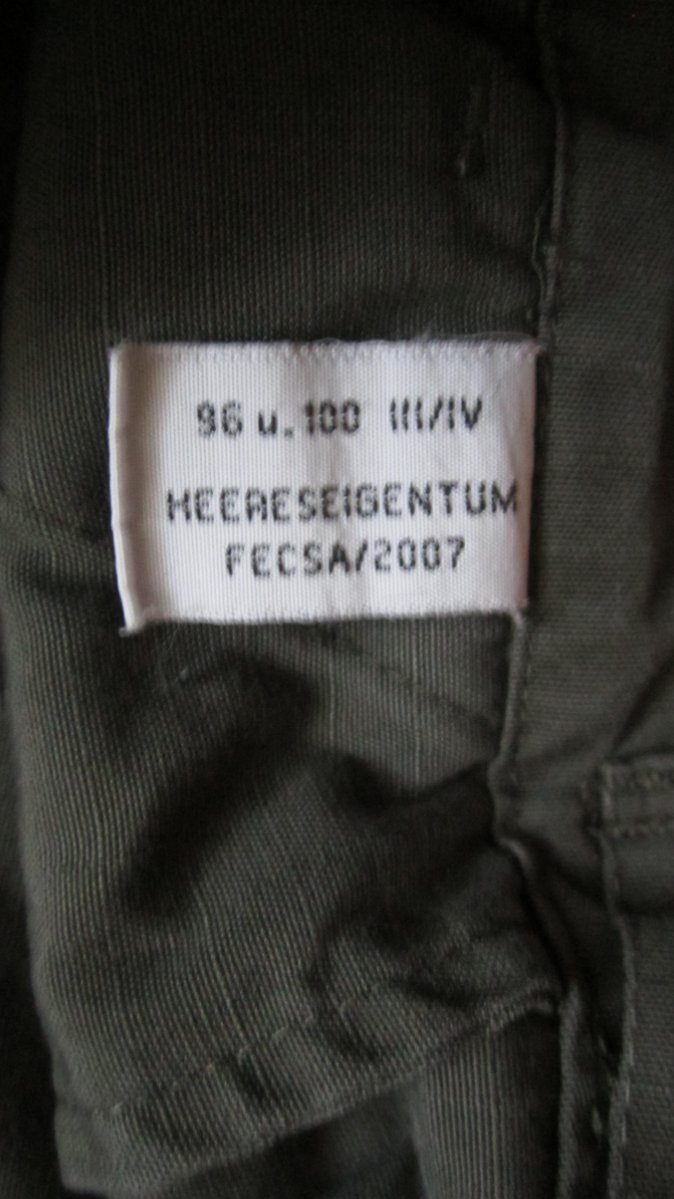 96 u. 100 III/IV
HEERESEIGENTUM
FECSA/2007